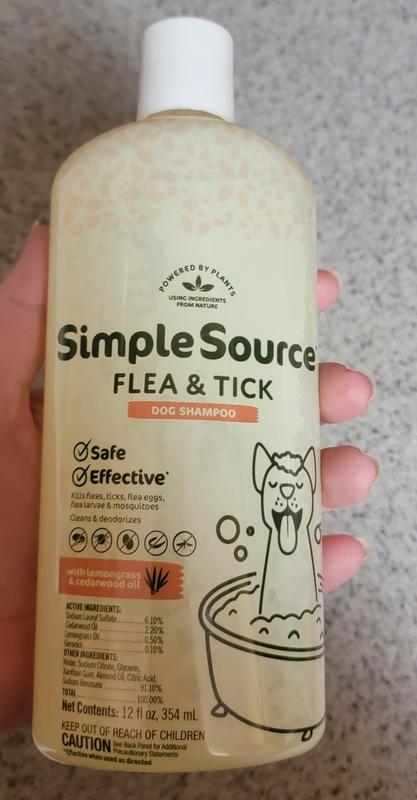 POWERED BY PLANTS
USING INGREDIENTS
FROM NATURE
Simple Source
FLEA & TICK
DOG SHAMPOO
Safe
Effective*
Kills fleas, ticks, flea eggs,
flea larvae & mosquitoes
Cleans & deodorizes
with lemongrass
& cedarwood oil
ACTIVE INGREDIENTS:
Sodium Lauryl Sulfate 6.10%
Cedarwood Oil 2.20%
Lemongrass Oil 0.50%
Geraniol 0.10%
OTHER INGREDIENTS:
Water, Sodium Citrate, Glycerin,
Xanthan Gum, Almond Oil, Citric Acid,
Sodium Benzoate 91.10%
TOTAL 100.00%
Net Contents: 12 fl oz, 354 mL
KEEP OUT OF REACH OF CHILDREN
CAUTION See Back Panel for Additional
Precautionary Statements
*Effective when used as directed